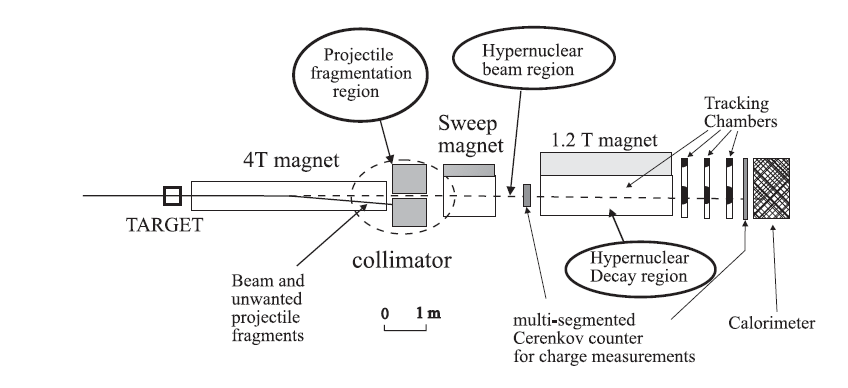 Projectile
fragmentation
region
Hypernuclear
beam region
Tracking
Chambers
Sweep
magnet
1.2 T magnet
4T magnet
TARGET
collimator
Hypernuclear
Decay region
Beam and
unwanted
projectile
fragments
0 1 m
multi-segmented
Cerenkov counter
for charge measurements
Calorimeter